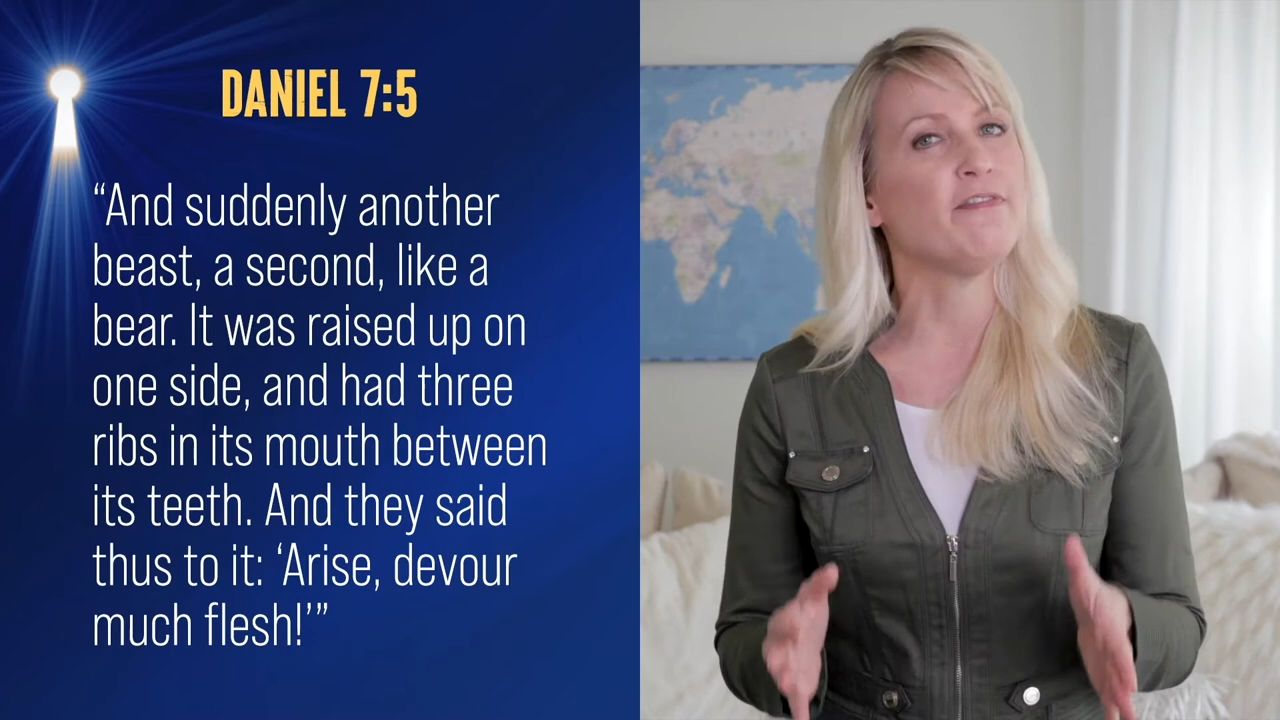 DANIEL 7:5
“And suddenly another
beast, a second, like a
bear. It was raised up on
one side, and had three
ribs in its mouth between
its teeth. And they said
thus to it: ‘Arise, devour
much flesh!’”